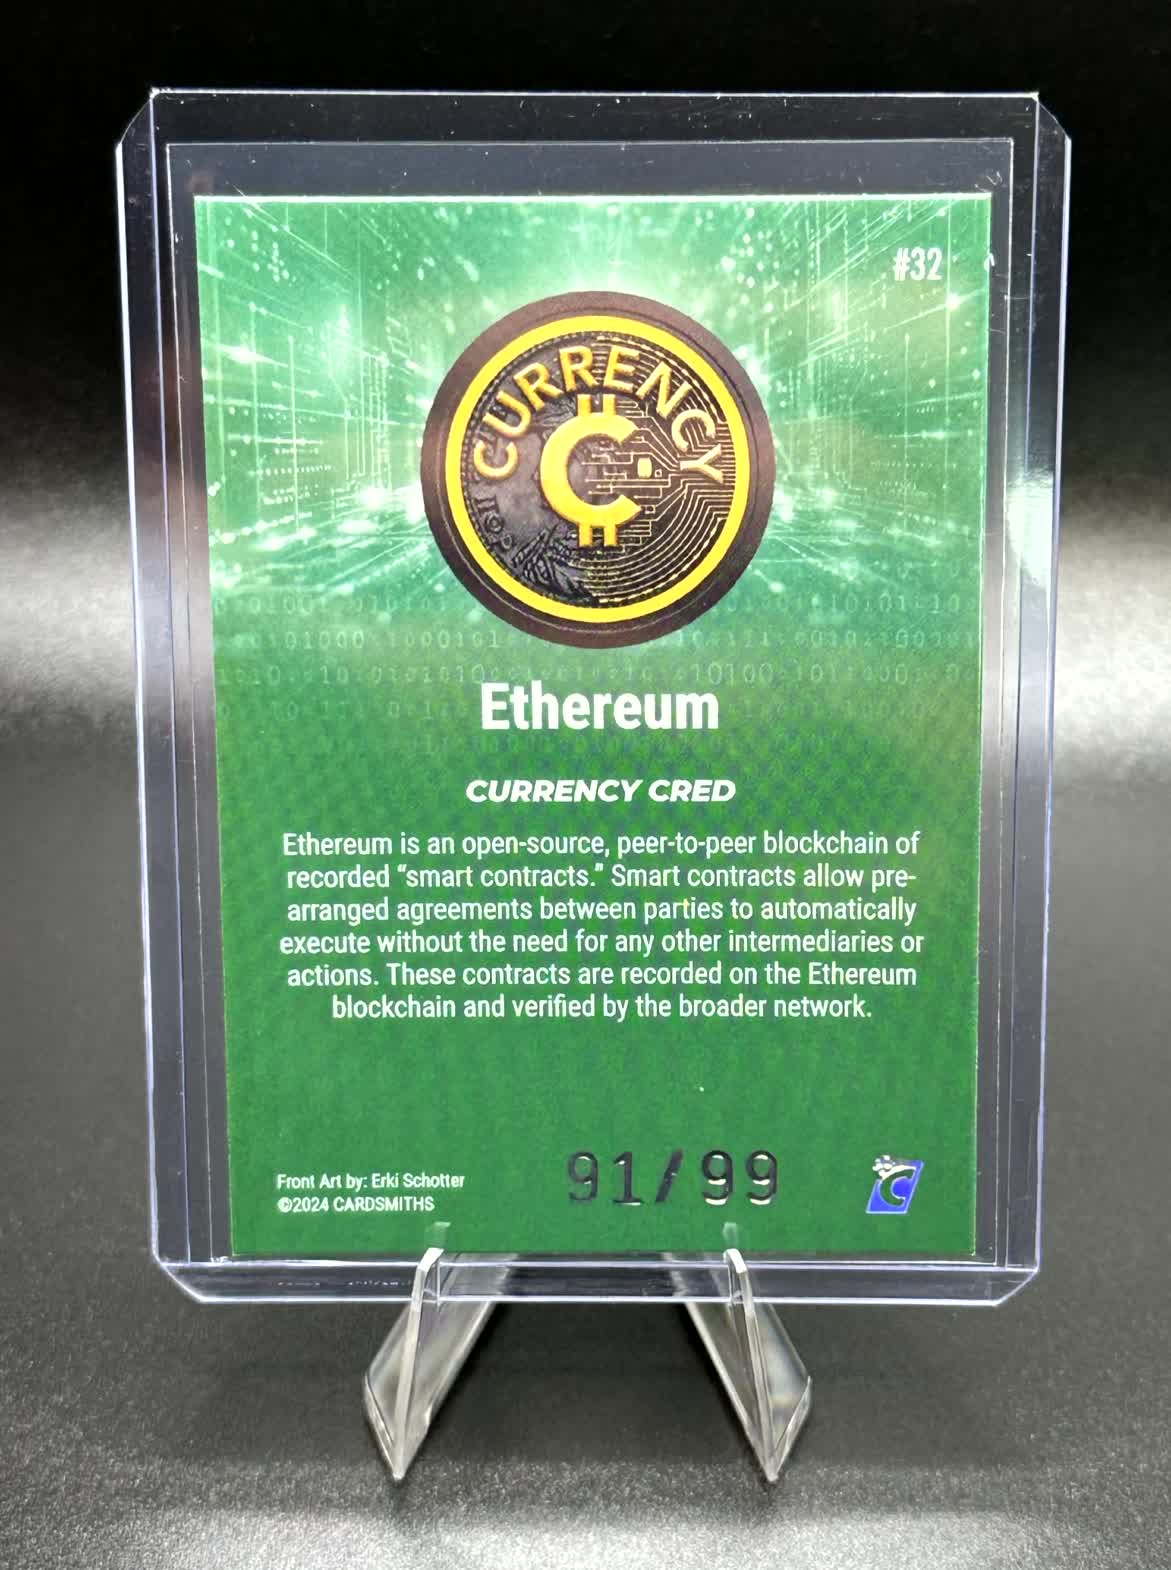 #32
CURRENCY
Ethereum
CURRENCY CRED
Ethereum is an open-source, peer-to-peer blockchain of
recorded “smart contracts.” Smart contracts allow pre-
arranged agreements between parties to automatically
execute without the need for any other intermediaries or
actions. These contracts are recorded on the Ethereum
blockchain and verified by the broader network.
Front Art by: Erki Schotter
©2024 CARDSMITHS
91/99